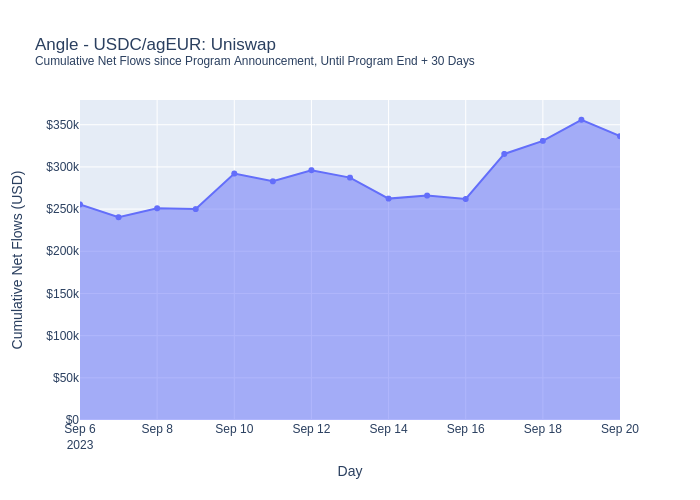 Angle - USDC/agEUR: Uniswap
Cumulative Net Flows since Program Announcement, Until Program End + 30 Days
Cumulative Net Flows (USD)
$350k
$300k
$250k
$200k
$150k
$100k
$50k
$0
Sep 6 Sep 8 Sep 10 Sep 12 Sep 14 Sep 16 Sep 18 Sep 20
2023
Day